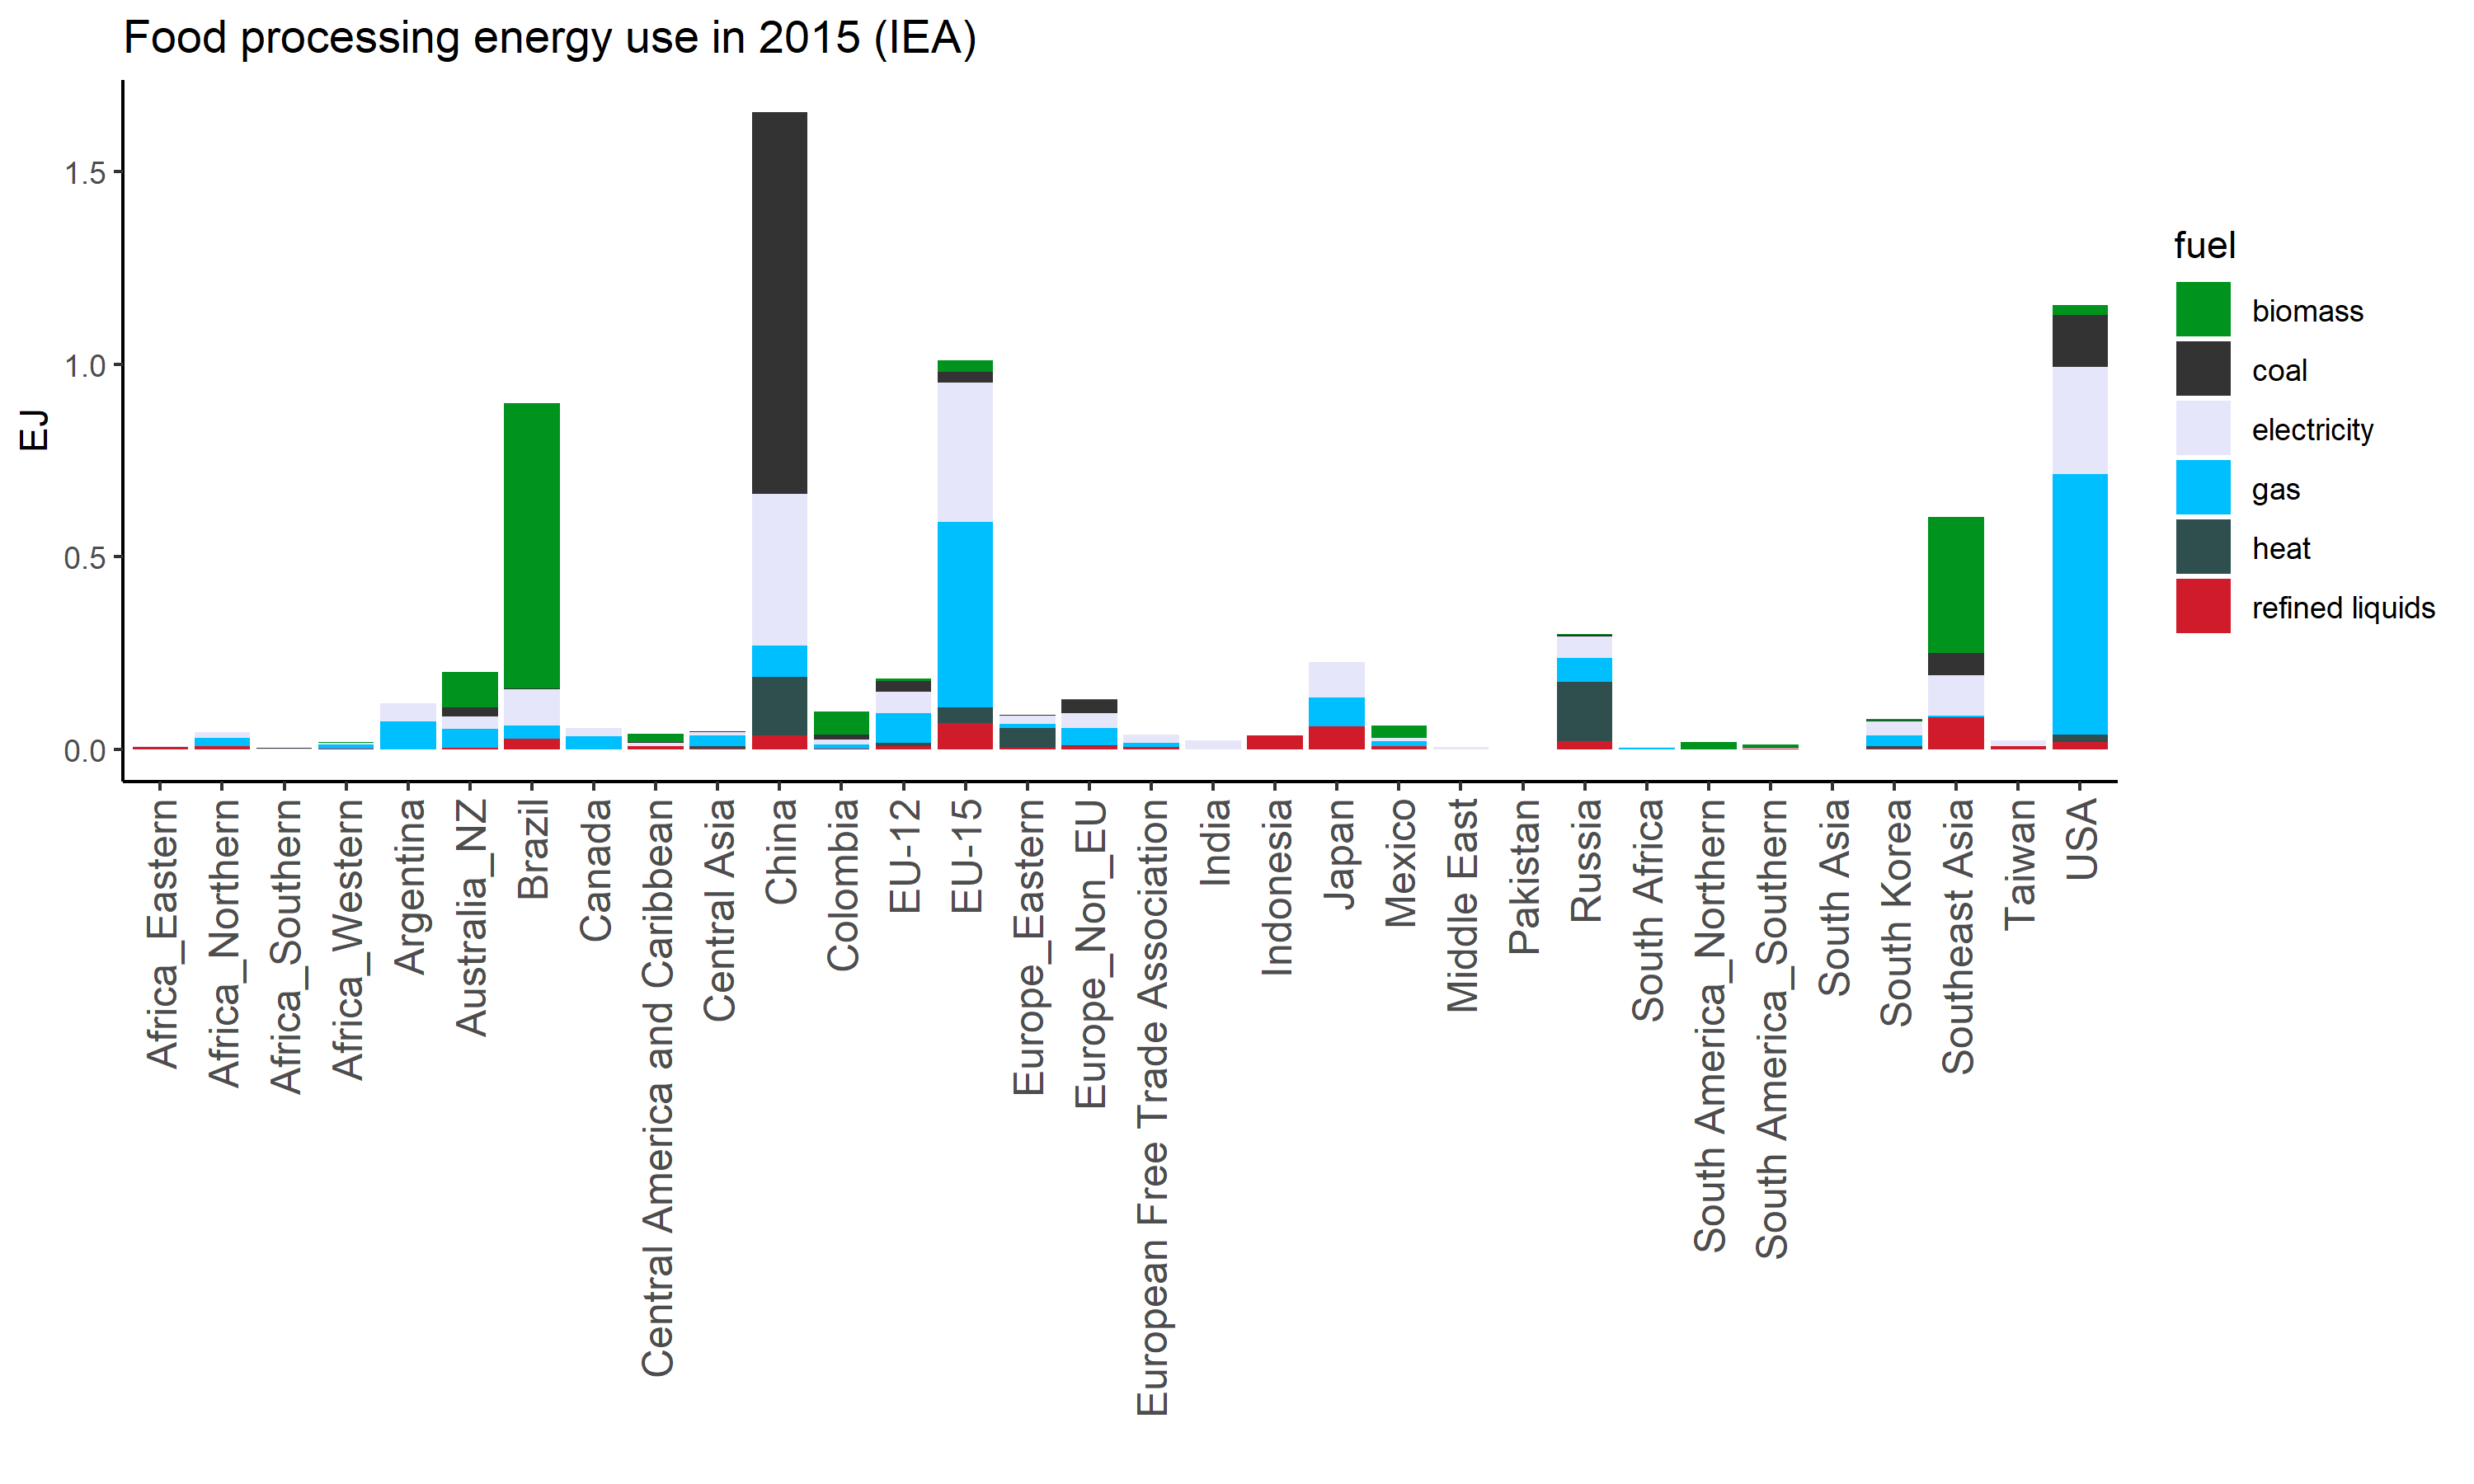 Food processing energy use in 2015 (IEA)
EJ
1.5
1.0
0.5
0.0
Africa_Eastern
Africa_Northern
Africa_Southern
Africa_Western
Argentina
Australia_NZ
Brazil
Canada
Central America and Caribbean
Central Asia
China
Colombia
EU-12
EU-15
Europe_Eastern
Europe_Non_EU
European Free Trade Association
India
Indonesia
Japan
Mexico
Middle East
Pakistan
Russia
South Africa
South America_Northern
South America_Southern
South Asia
South Korea
Southeast Asia
Taiwan
USA
fuel
biomass
coal
electricity
gas
heat
refined liquids